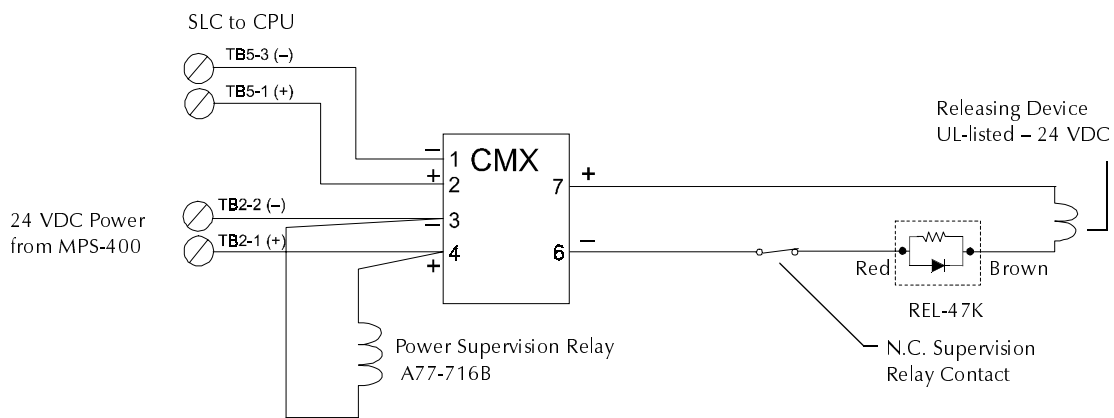 SLC to CPU
TB5-3 (–)
TB5-1 (+)
Releasing Device
UL-listed – 24 VDC
– 1 CMX
+ 2
7 +
24 VDC Power
from MPS-400
TB2-2 (–)
3
–
TB2-1 (+)
4
+
6 –
Red
Brown
REL-47K
Power Supervision Relay
A77-716B
N.C. Supervision
Relay Contact